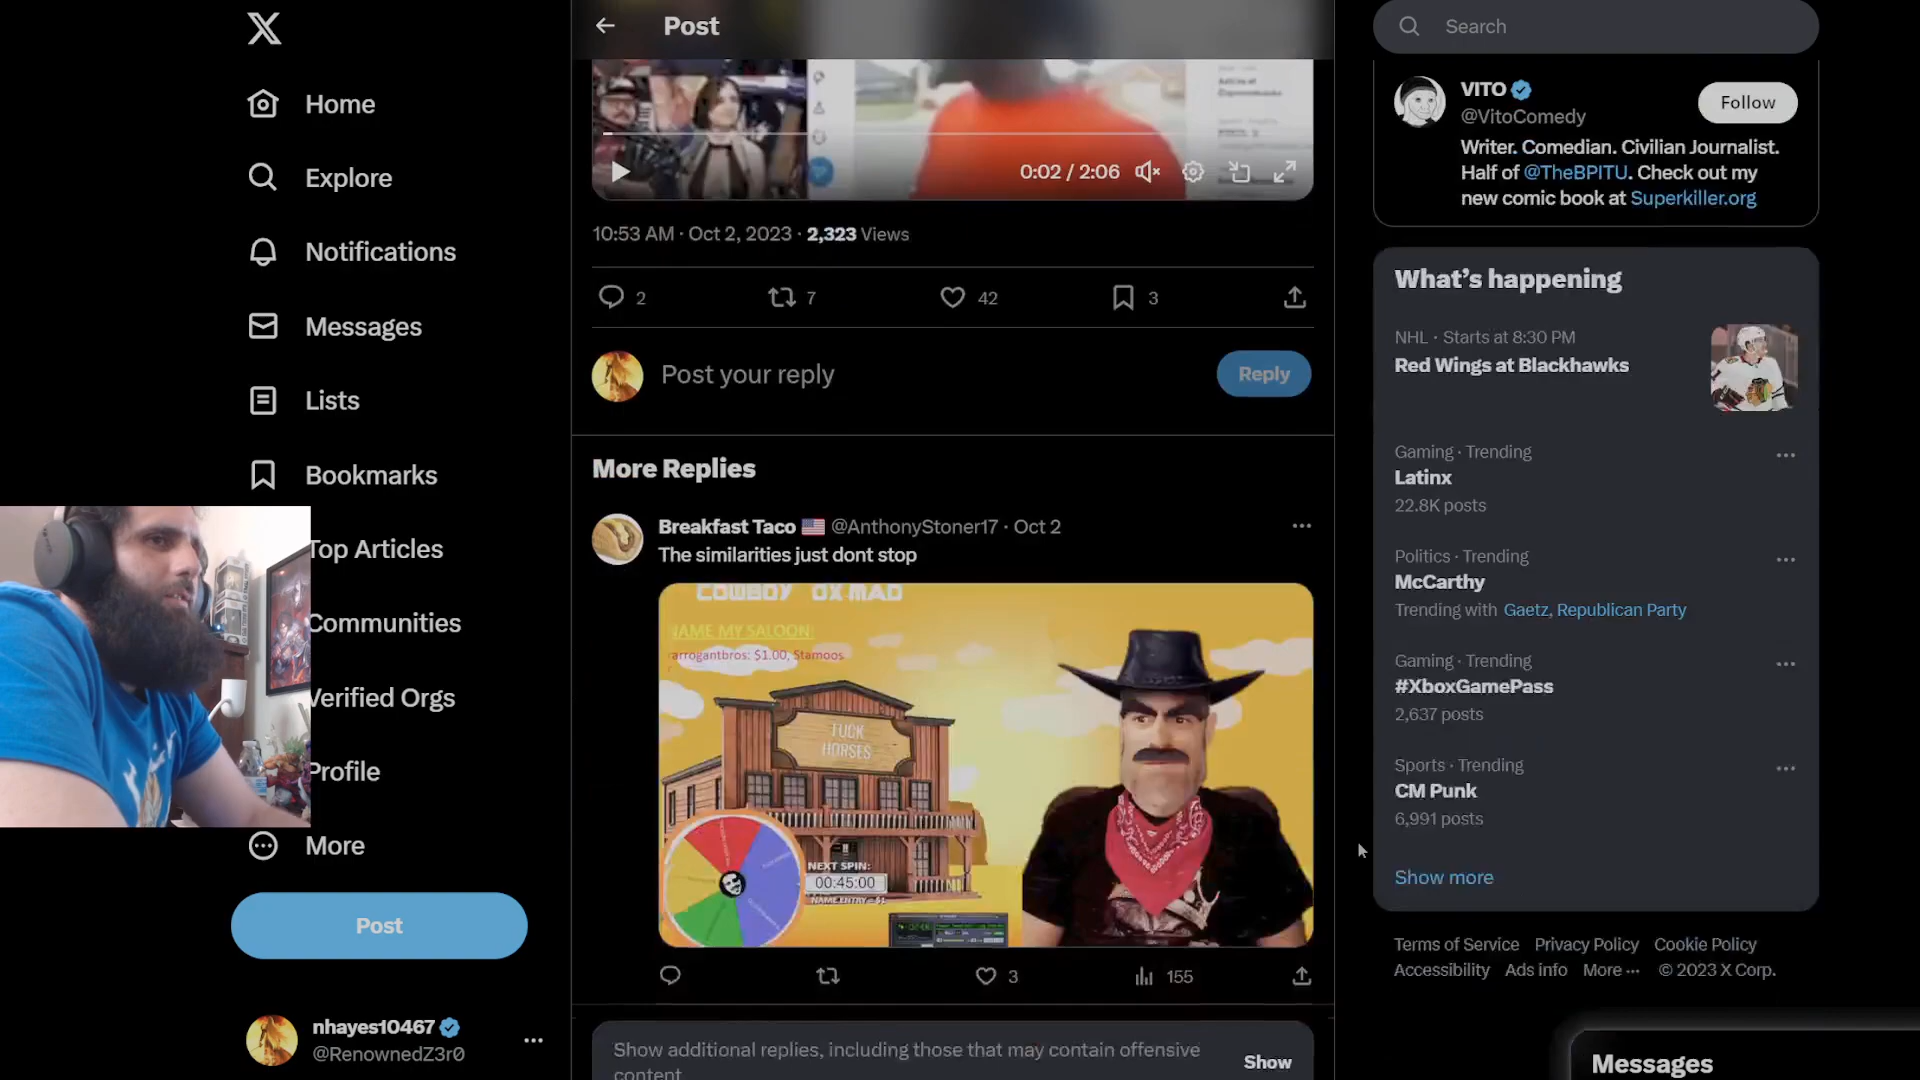 Home
Explore
Notifications
Messages
Lists
Bookmarks
Top Articles
Communities
Verified Orgs
Profile
More
Post
nhayes10467
@RenownedZ3r0
Post
0:02 / 2:06
10:53 AM · Oct 2, 2023 · 2,323 Views
2
7
42
3
Post your reply
Reply
More Replies
Breakfast Taco 🇺🇸 @AnthonyStoner17 · Oct 2
The similarities just dont stop
COWBOY OX MAD
NAME MY SALOON:
arrogantbros: $1.00, Stamoos
TUCK
HORSES
NEXT SPIN:
00:45:00
NAME ENTRY = $1
3
155
Show additional replies, including those that may contain offensive
content
Show
Search
VITO
@VitoComedy
Follow
Writer. Comedian. Civilian Journalist.
Half of @TheBPITU. Check out my
new comic book at Superkiller.org
What’s happening
NHL · Starts at 8:30 PM
Red Wings at Blackhawks
Gaming · Trending
Latinx
22.8K posts
Politics · Trending
McCarthy
Trending with Gaetz, Republican Party
Gaming · Trending
#XboxGamePass
2,637 posts
Sports · Trending
CM Punk
6,991 posts
Show more
Terms of Service Privacy Policy Cookie Policy
Accessibility Ads info More ··· © 2023 X Corp.
Messages